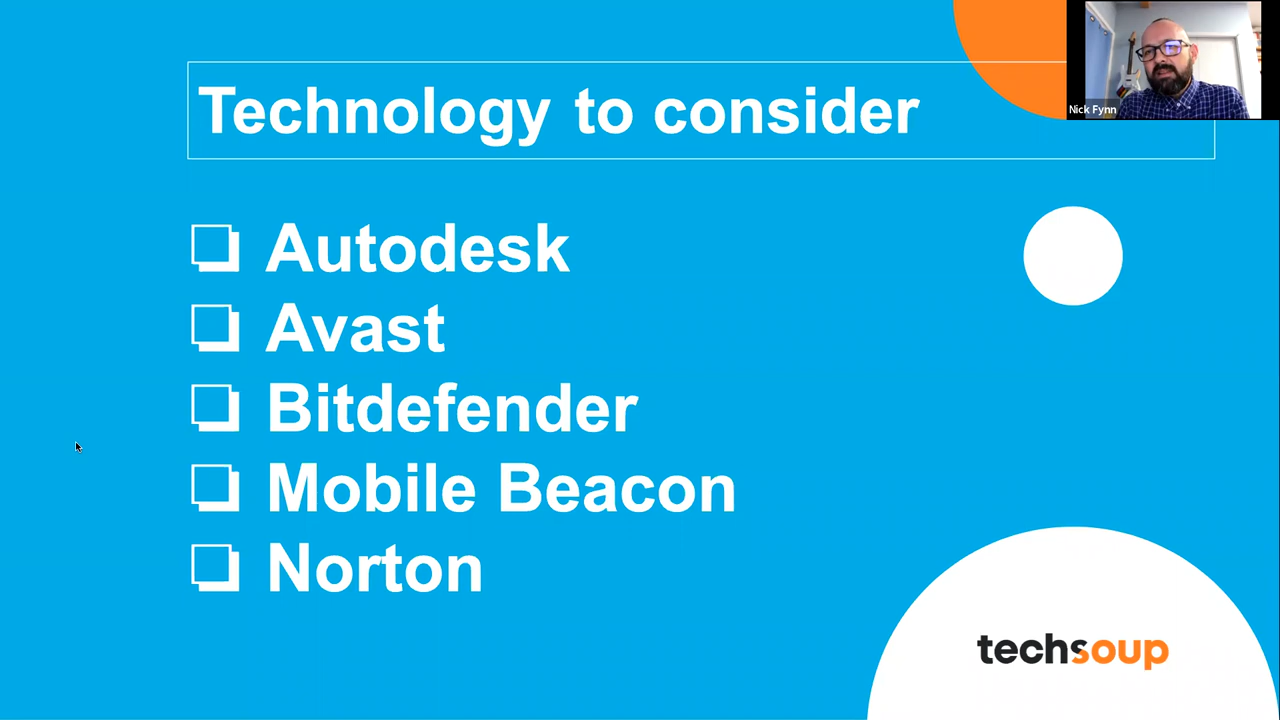 Technology to consider
Nick Fynn
Autodesk
Avast
Bitdefender
Mobile Beacon
Norton
techsoup